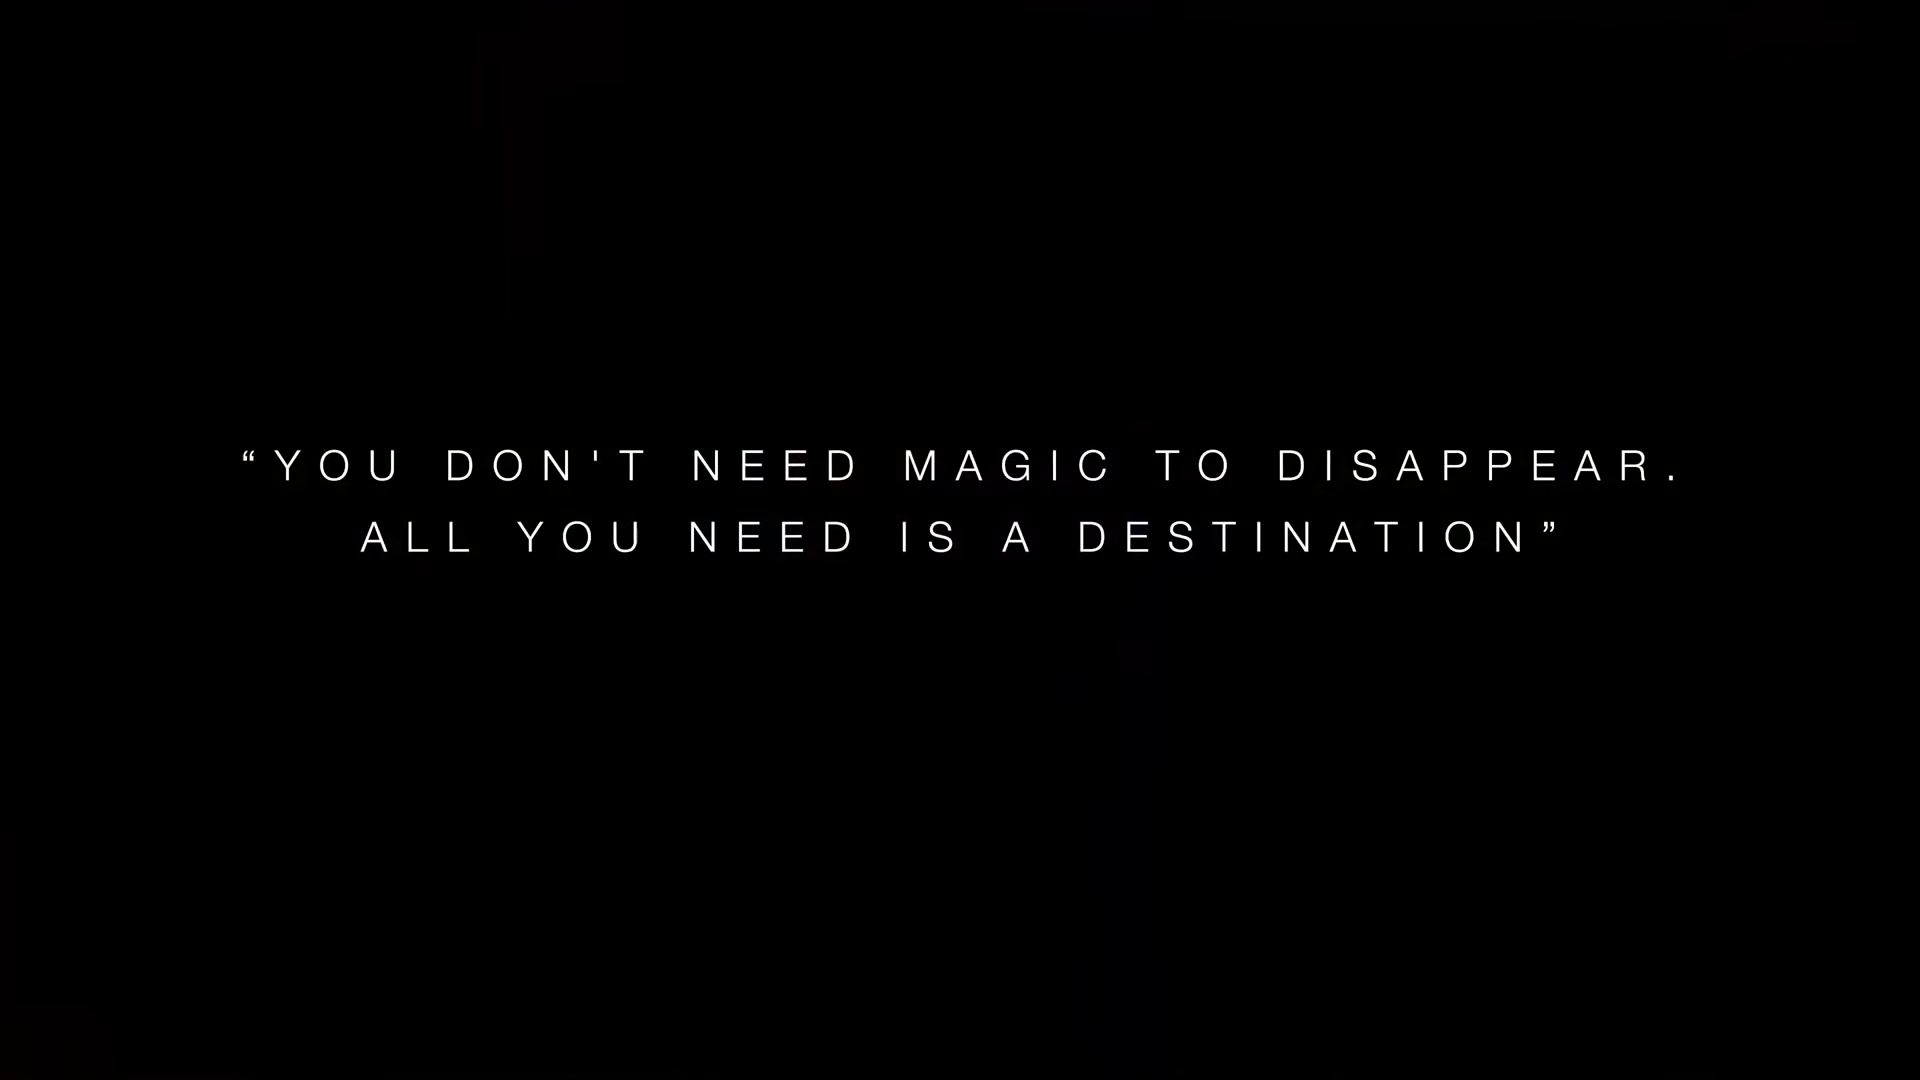 “YOU DON'T NEED MAGIC TO DISAPPEAR.
ALL YOU NEED IS A DESTINATION”